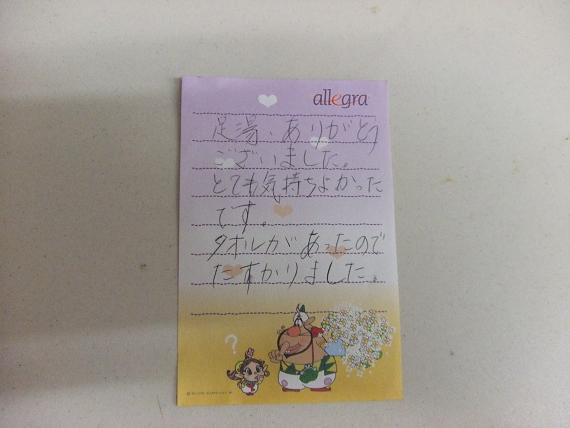 allegra
足湯、ありがとう
ございました。
とても気持ちよかった
です。
タオルがあったので
たすかりました。
?